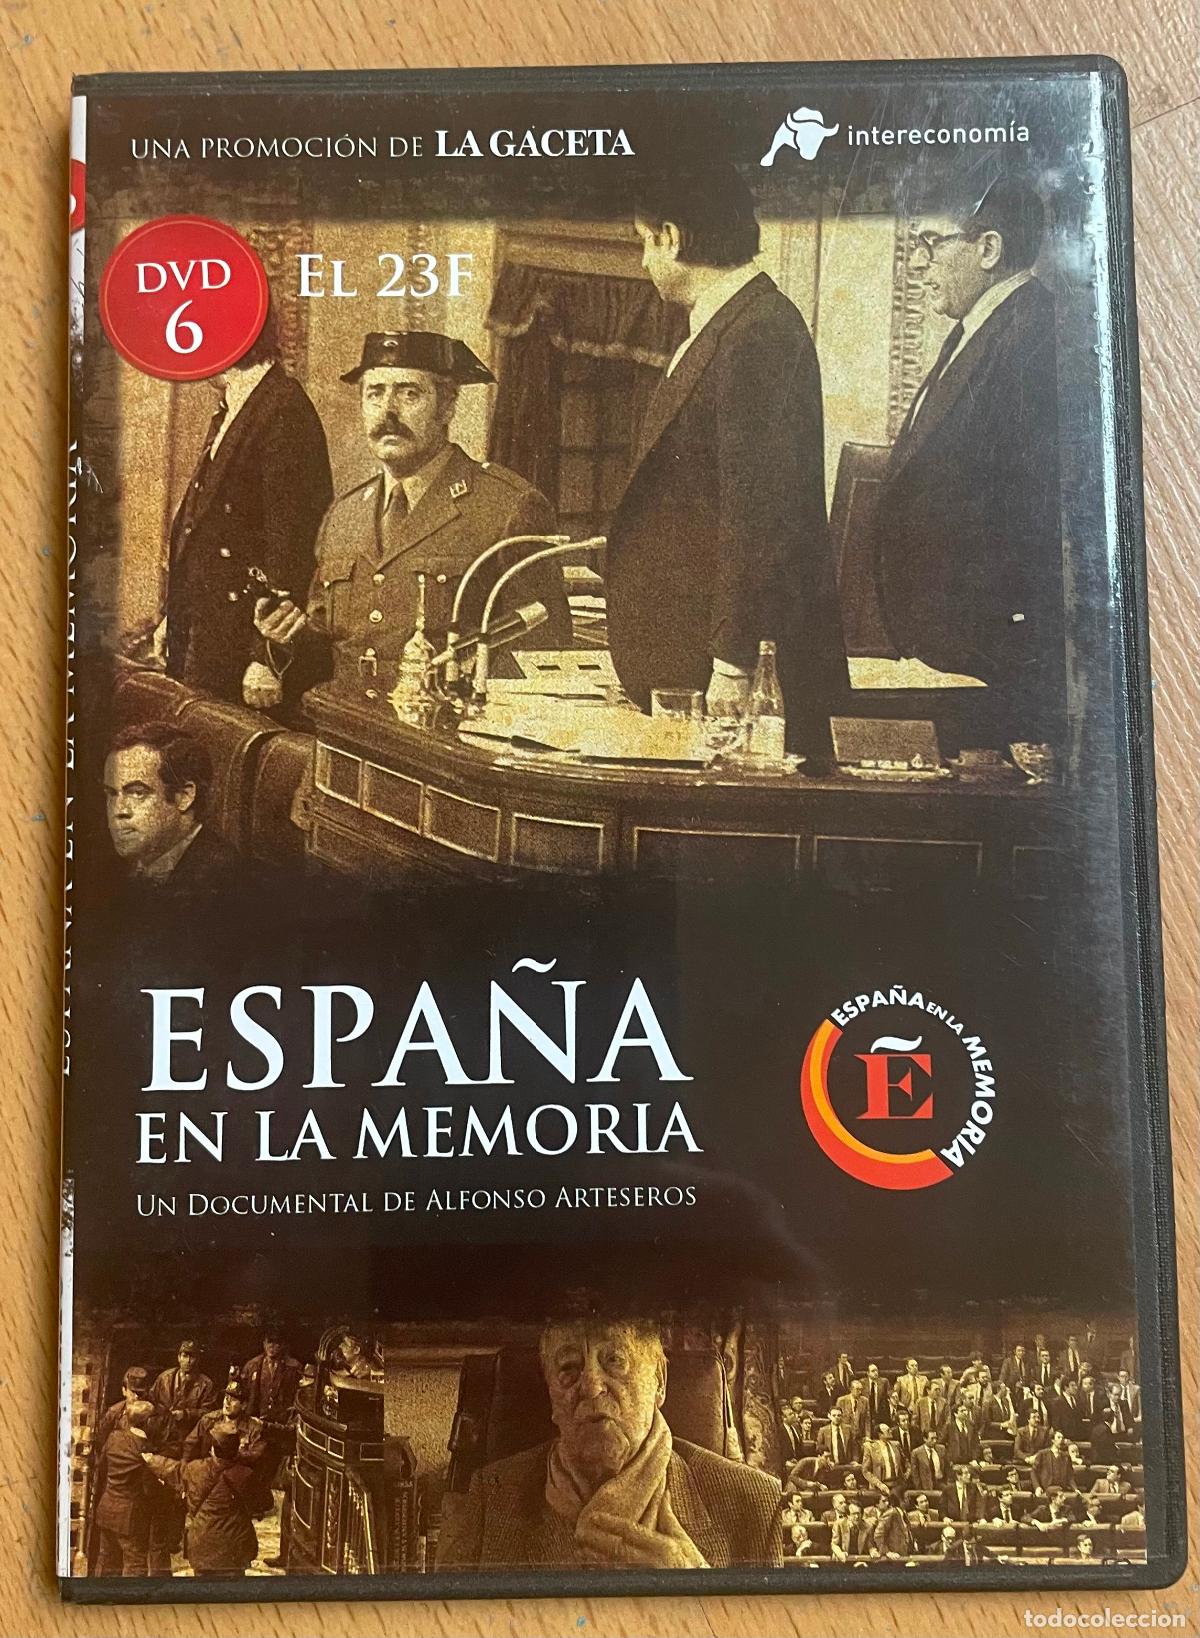 UNA PROMOCIÓN DE LA GACETA
intereconomía
DVD
6
EL 23F
ESPAÑA EN LA MEMORIA
ESPAÑA
EN LA MEMORIA
UN DOCUMENTAL DE ALFONSO ARTESEROS
ESPAÑA EN LA MEMORIA
E
todocoleccion